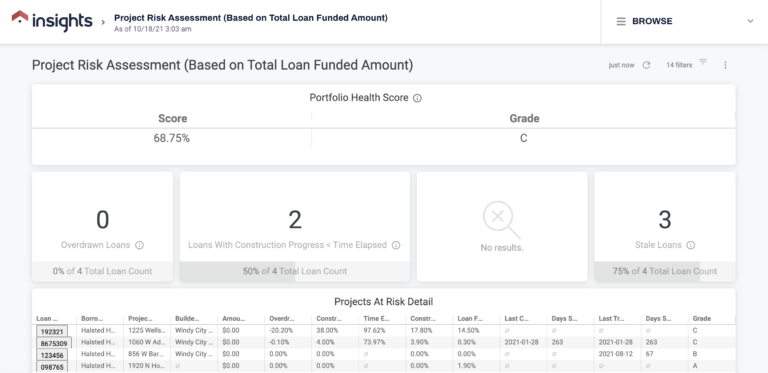 insights
Project Risk Assessment (Based on Total Loan Funded Amount)
As of 10/18/21 3:03 am
BROWSE
Project Risk Assessment (Based on Total Loan Funded Amount)
just now
14 filters
Portfolio Health Score
Score Grade
68.75% C
0
Overdrawn Loans
0% of 4 Total Loan Count
2
Loans With Construction Progress < Time Elapsed
50% of 4 Total Loan Count
No results.
3
Stale Loans
75% of 4 Total Loan Count
Projects At Risk Detail
Loan ... Borro... Projec... Builde... Amou... Overdr... Constr... Time E... Constr... Loan F... Last C... Days S... Last Tr... Days S... Grade
192321 Halsted H... 1225 Wells... Windy City ... $0.00 -20.20% 38.00% 97.62% 17.80% 14.50% ∅ ∅ ∅ ∅ C
8675309 Halsted H... 1060 W Ad... Windy City ... $0.00 -0.10% 4.00% 73.97% 3.90% 0.30% 2021-01-28 263 2021-01-28 263 C
123456 Halsted H... 856 W Bar... Windy City ... $0.00 0.00% 0.00% ∅ 0.00% 0.00% ∅ ∅ 2021-08-12 67 B
098765 Halsted H... 1920 N Ho... Windy City ... $0.00 0.00% 0.00% ∅ 0.00% 1.90% ∅ ∅ ∅ ∅ A